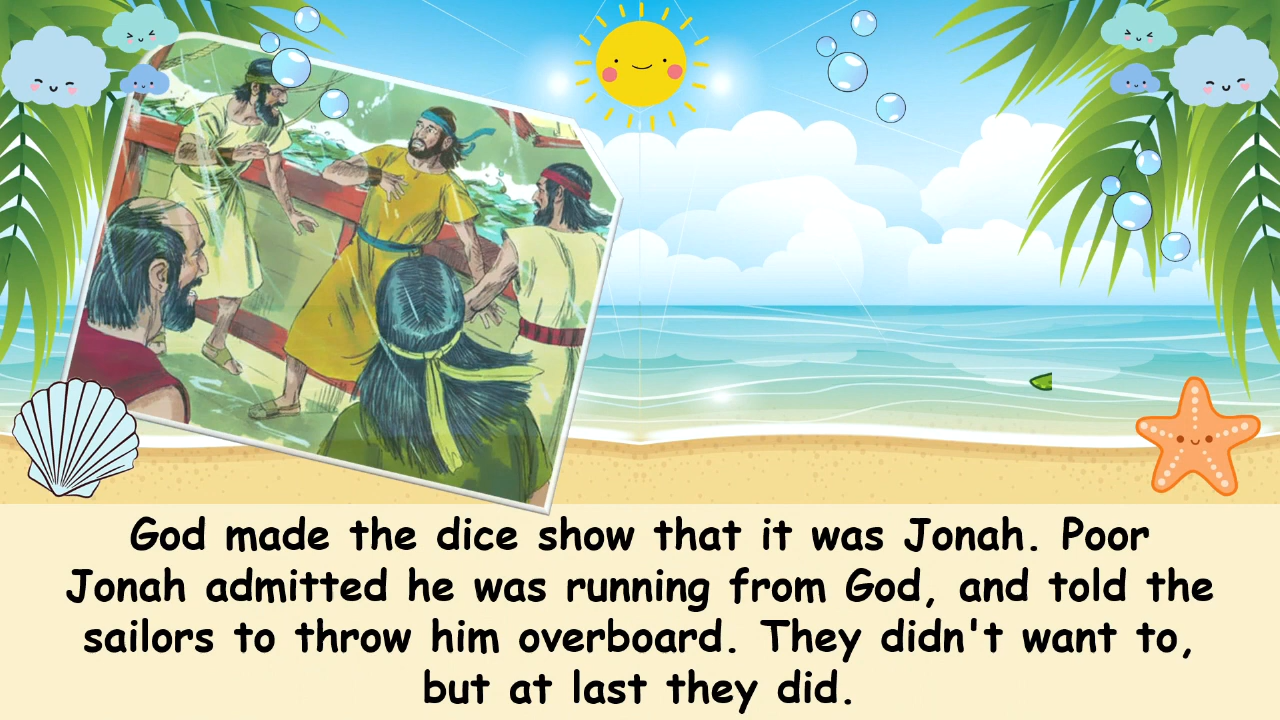 God made the dice show that it was Jonah. Poor
Jonah admitted he was running from God, and told the
sailors to throw him overboard. They didn't want to,
but at last they did.